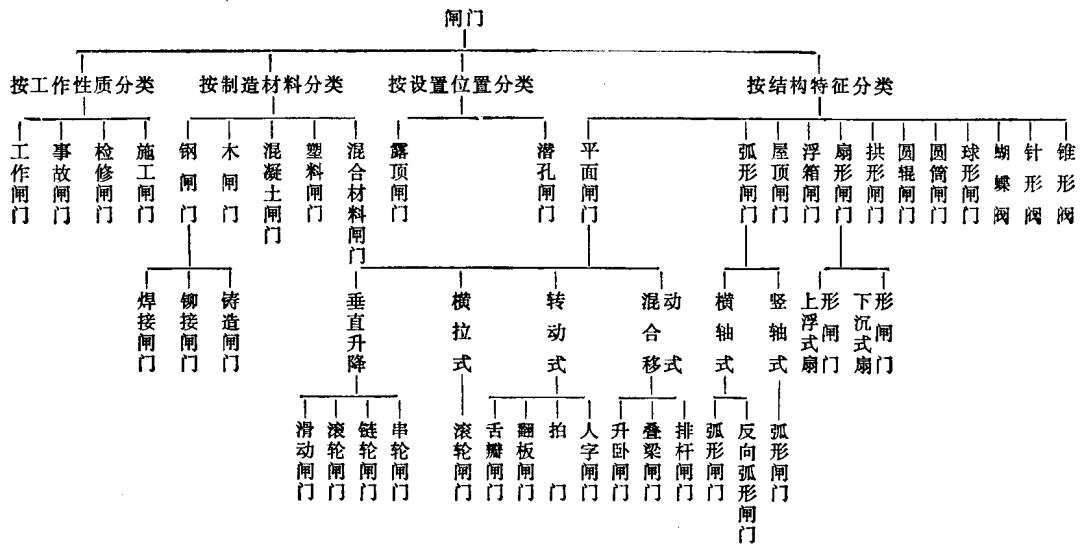 闸门
按工作性质分类
按制造材料分类
按设置位置分类
按结构特征分类
工作闸门
事故闸门
检修闸门
施工闸门
钢闸门
木闸门
混凝土闸门
塑料闸门
混合材料闸门
露顶闸门
潜孔闸门
平面闸门
弧形闸门
屋顶闸门
浮箱闸门
扇形闸门
拱形闸门
圆辊闸门
圆筒闸门
球形闸门
蝴蝶阀
针形阀
锥形阀
焊接闸门
铆接闸门
铸造闸门
垂直升降
横拉式
转动式
混合移动式
横轴式
竖轴式
上浮式扇形闸门
下沉式扇形闸门
滑动闸门
滚轮闸门
链轮闸门
串轮闸门
滚轮闸门
舌瓣闸门
翻板闸门
拍门
人字闸门
升卧闸门
叠梁闸门
排杆闸门
弧形闸门
反向弧形闸门
弧形闸门